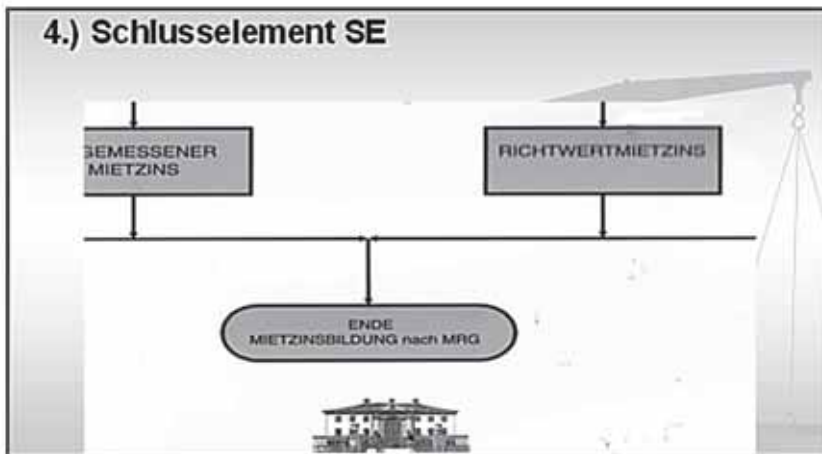 4.) Schlusselement SE
GEMESSENER
MIETZINS
RICHTWERTMIETZINS
ENDE
MIETZINSBILDUNG nach MRG